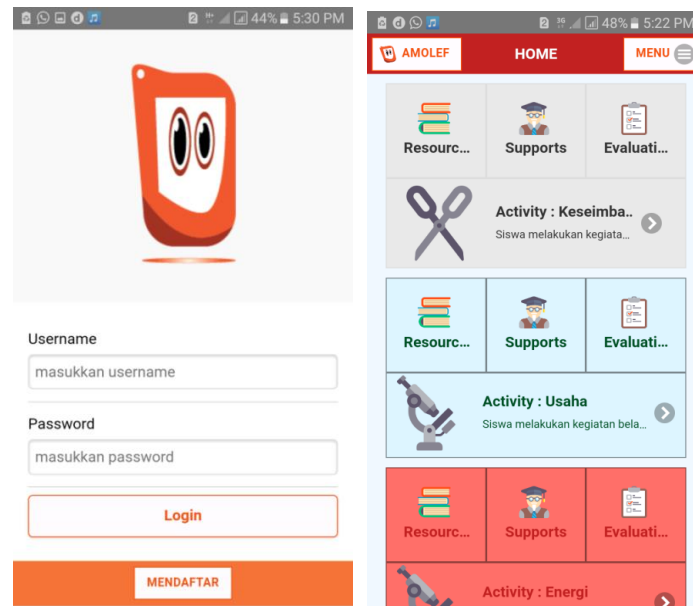 44% 5:30 PM
Username
masukkan username
Password
masukkan password
Login
MENDAFTAR
48% 5:22 PM
AMOLEF
HOME
MENU
Resourc...
Supports
Evaluati...
Activity : Keseimba..
Siswa melakukan kegiata...
Resourc...
Supports
Evaluati...
Activity : Usaha
Siswa melakukan kegiatan bela...
Resourc...
Supports
Evaluati...
Activity : Energi